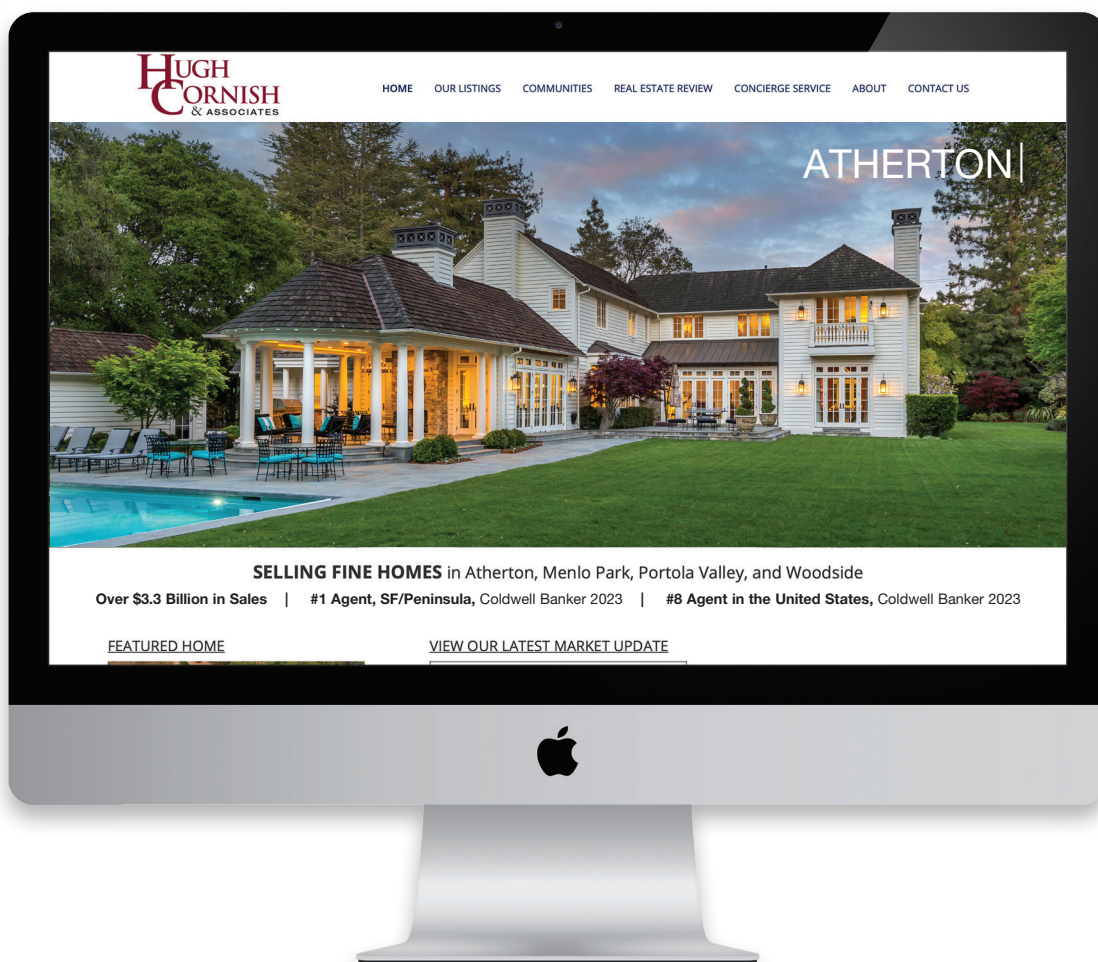 HUGH
CORNISH
& ASSOCIATES
HOME OUR LISTINGS COMMUNITIES REAL ESTATE REVIEW CONCIERGE SERVICE ABOUT CONTACT US
ATHERTON
SELLING FINE HOMES in Atherton, Menlo Park, Portola Valley, and Woodside
Over $3.3 Billion in Sales | #1 Agent, SF/Peninsula, Coldwell Banker 2023 | #8 Agent in the United States, Coldwell Banker 2023
FEATURED HOME VIEW OUR LATEST MARKET UPDATE